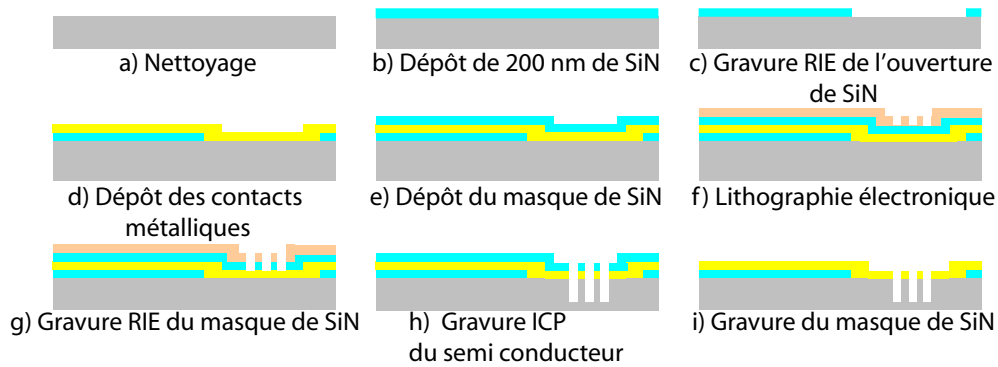 a) Nettoyage
b) Dépôt de 200 nm de SiN
c) Gravure RIE de l'ouverture
de SiN
d) Dépôt des contacts
métalliques
e) Dépôt du masque de SiN
f) Lithographie électronique
g) Gravure RIE du masque de SiN
h) Gravure ICP
du semi conducteur
i) Gravure du masque de SiN